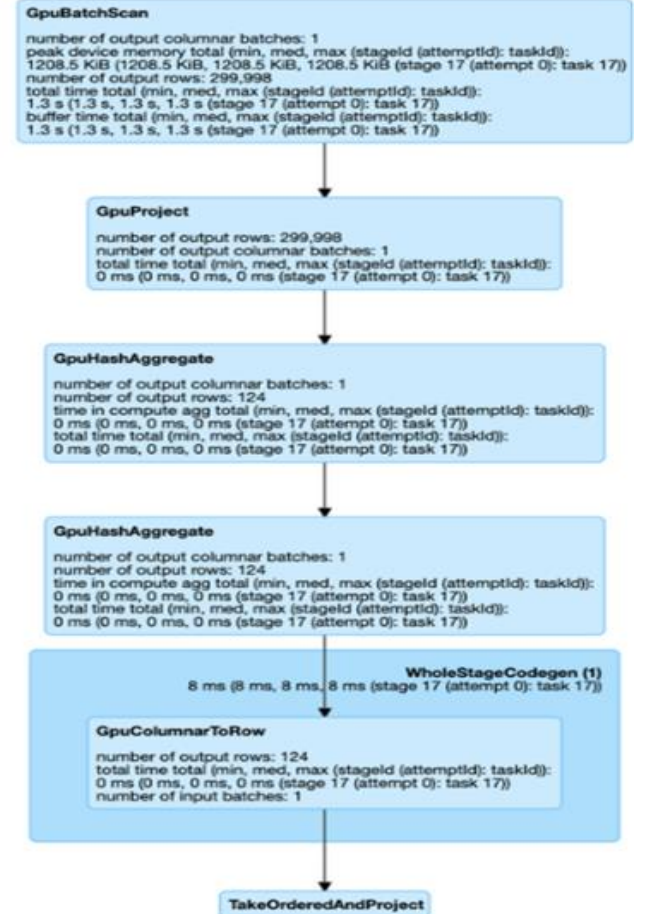 GpuBatchScan
number of output columnar batches: 1
peak device memory total (min, med, max (stageId (attemptId): taskId)):
1208.5 KiB (1208.5 KiB, 1208.5 KiB, 1208.5 KiB (stage 17 (attempt 0): task 17))
number of output rows: 299,998
total time total (min, med, max (stageId (attemptId): taskId)):
1.3 s (1.3 s, 1.3 s, 1.3 s (stage 17 (attempt 0): task 17))
buffer time total (min, med, max (stageId (attemptId): taskId)):
1.3 s (1.3 s, 1.3 s, 1.3 s (stage 17 (attempt 0): task 17))
GpuProject
number of output rows: 299,998
number of output columnar batches: 1
total time total (min, med, max (stageId (attemptId): taskId)):
0 ms (0 ms, 0 ms, 0 ms (stage 17 (attempt 0): task 17))
GpuHashAggregate
number of output columnar batches: 1
number of output rows: 124
time in compute agg total (min, med, max (stageId (attemptId): taskId)):
0 ms (0 ms, 0 ms, 0 ms (stage 17 (attempt 0): task 17))
total time total (min, med, max (stageId (attemptId): taskId)):
0 ms (0 ms, 0 ms, 0 ms (stage 17 (attempt 0): task 17))
GpuHashAggregate
number of output columnar batches: 1
number of output rows: 124
time in compute agg total (min, med, max (stageId (attemptId): taskId)):
0 ms (0 ms, 0 ms, 0 ms (stage 17 (attempt 0): task 17))
total time total (min, med, max (stageId (attemptId): taskId)):
0 ms (0 ms, 0 ms, 0 ms (stage 17 (attempt 0): task 17))
WholeStageCodegen (1)
8 ms (8 ms, 8 ms, 8 ms (stage 17 (attempt 0): task 17))
GpuColumnarToRow
number of output rows: 124
total time total (min, med, max (stageId (attemptId): taskId)):
0 ms (0 ms, 0 ms, 0 ms (stage 17 (attempt 0): task 17))
number of input batches: 1
TakeOrderedAndProject